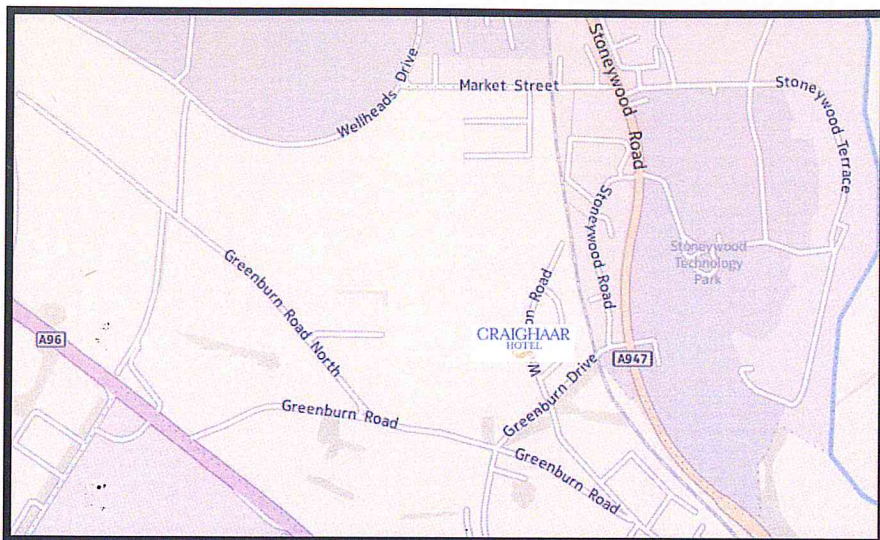 Stoneywood Road
Wellheads Drive
Market Street
Stoneywood Terrace
Stoneywood Road
Stoneywood
Technology
Park
Greenburn Road North
Road
CRAIGHAAR
HOTEL
A96
A947
Greenburn Drive
Greenburn Road
Greenburn Road